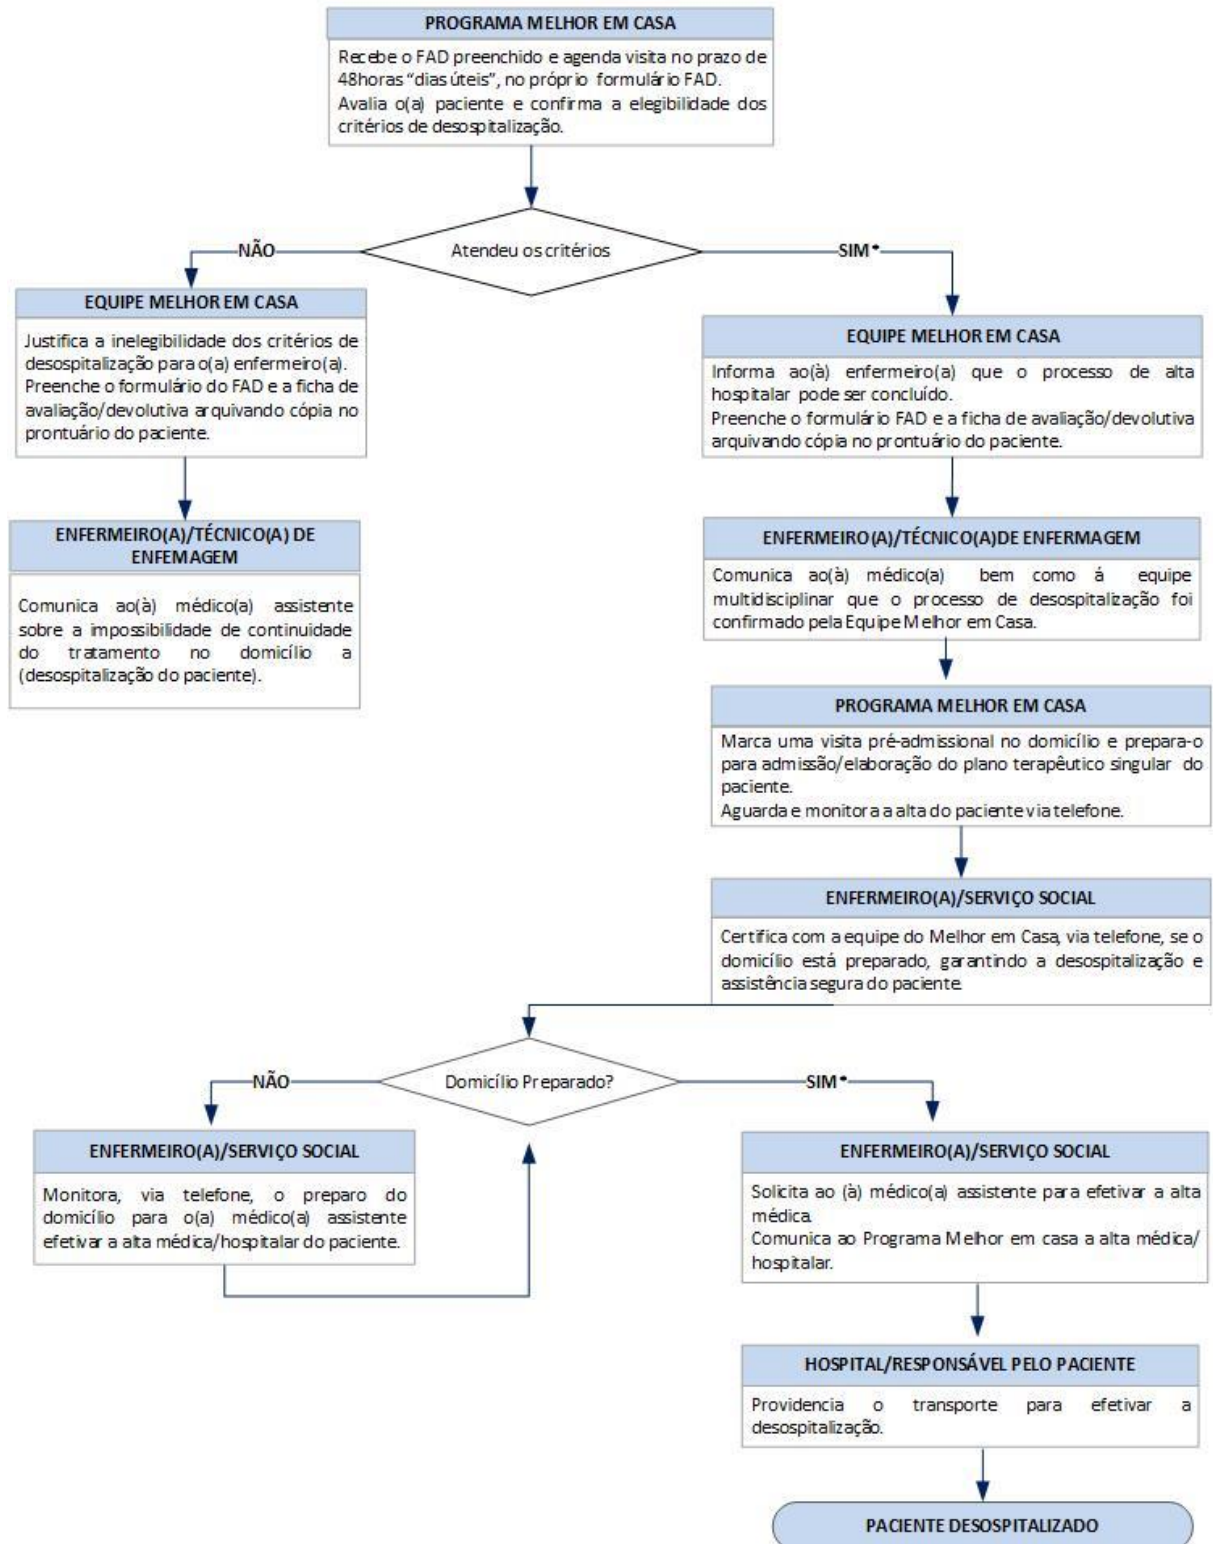 PROGRAMA MELHOR EM CASA
Recebe o FAD preenchido e agenda visita no prazo de
48horas “dias úteis”, no próprio formulário FAD.
Avalia o(a) paciente e confirma a elegibilidade dos
critérios de desospitalização.
Atendeu os critérios
NÃO
SIM*
EQUIPE MELHOR EM CASA
Justifica a inelegibilidade dos critérios de
desospitalização para o(a) enfermeiro(a).
Preenche o formulário do FAD e a ficha de
avaliação/devolutiva arquivando cópia no
prontuário do paciente.
ENFERMEIRO(A)/TÉCNICO(A) DE
ENFEMAGEM
Comunica ao(à) médico(a) assistente
sobre a impossibilidade de continuidade
do tratamento no domicílio a
(desospitalização do paciente).
EQUIPE MELHOR EM CASA
Informa ao(à) enfermeiro(a) que o processo de alta
hospitalar pode ser concluído.
Preenche o formulário FAD e a ficha de avaliação/devolutiva
arquivando cópia no prontuário do paciente.
ENFERMEIRO(A)/TÉCNICO(A)DE ENFERMAGEM
Comunica ao(à) médico(a) bem como á equipe
multidisciplinar que o processo de desospitalização foi
confirmado pela Equipe Melhor em Casa.
PROGRAMA MELHOR EM CASA
Marca uma visita pré-admissional no domicílio e prepara-o
para admissão/elaboração do plano terapêutico singular do
paciente.
Aguarda e monitora a alta do paciente via telefone.
ENFERMEIRO(A)/SERVIÇO SOCIAL
Certifica com a equipe do Melhor em Casa, via telefone, se o
domicílio está preparado, garantindo a desospitalização e
assistência segura do paciente.
Domicílio Preparado?
NÃO
SIM*
ENFERMEIRO(A)/SERVIÇO SOCIAL
Monitora, via telefone, o preparo do
domicílio para o(a) médico(a) assistente
efetivar a alta médica/hospitalar do paciente.
ENFERMEIRO(A)/SERVIÇO SOCIAL
Solicita ao (à) médico(a) assistente para efetivar a alta
médica.
Comunica ao Programa Melhor em casa a alta médica/
hospitalar.
HOSPITAL/RESPONSÁVEL PELO PACIENTE
Providencia o transporte para efetivar a
desospitalização.
PACIENTE DESOSPITALIZADO